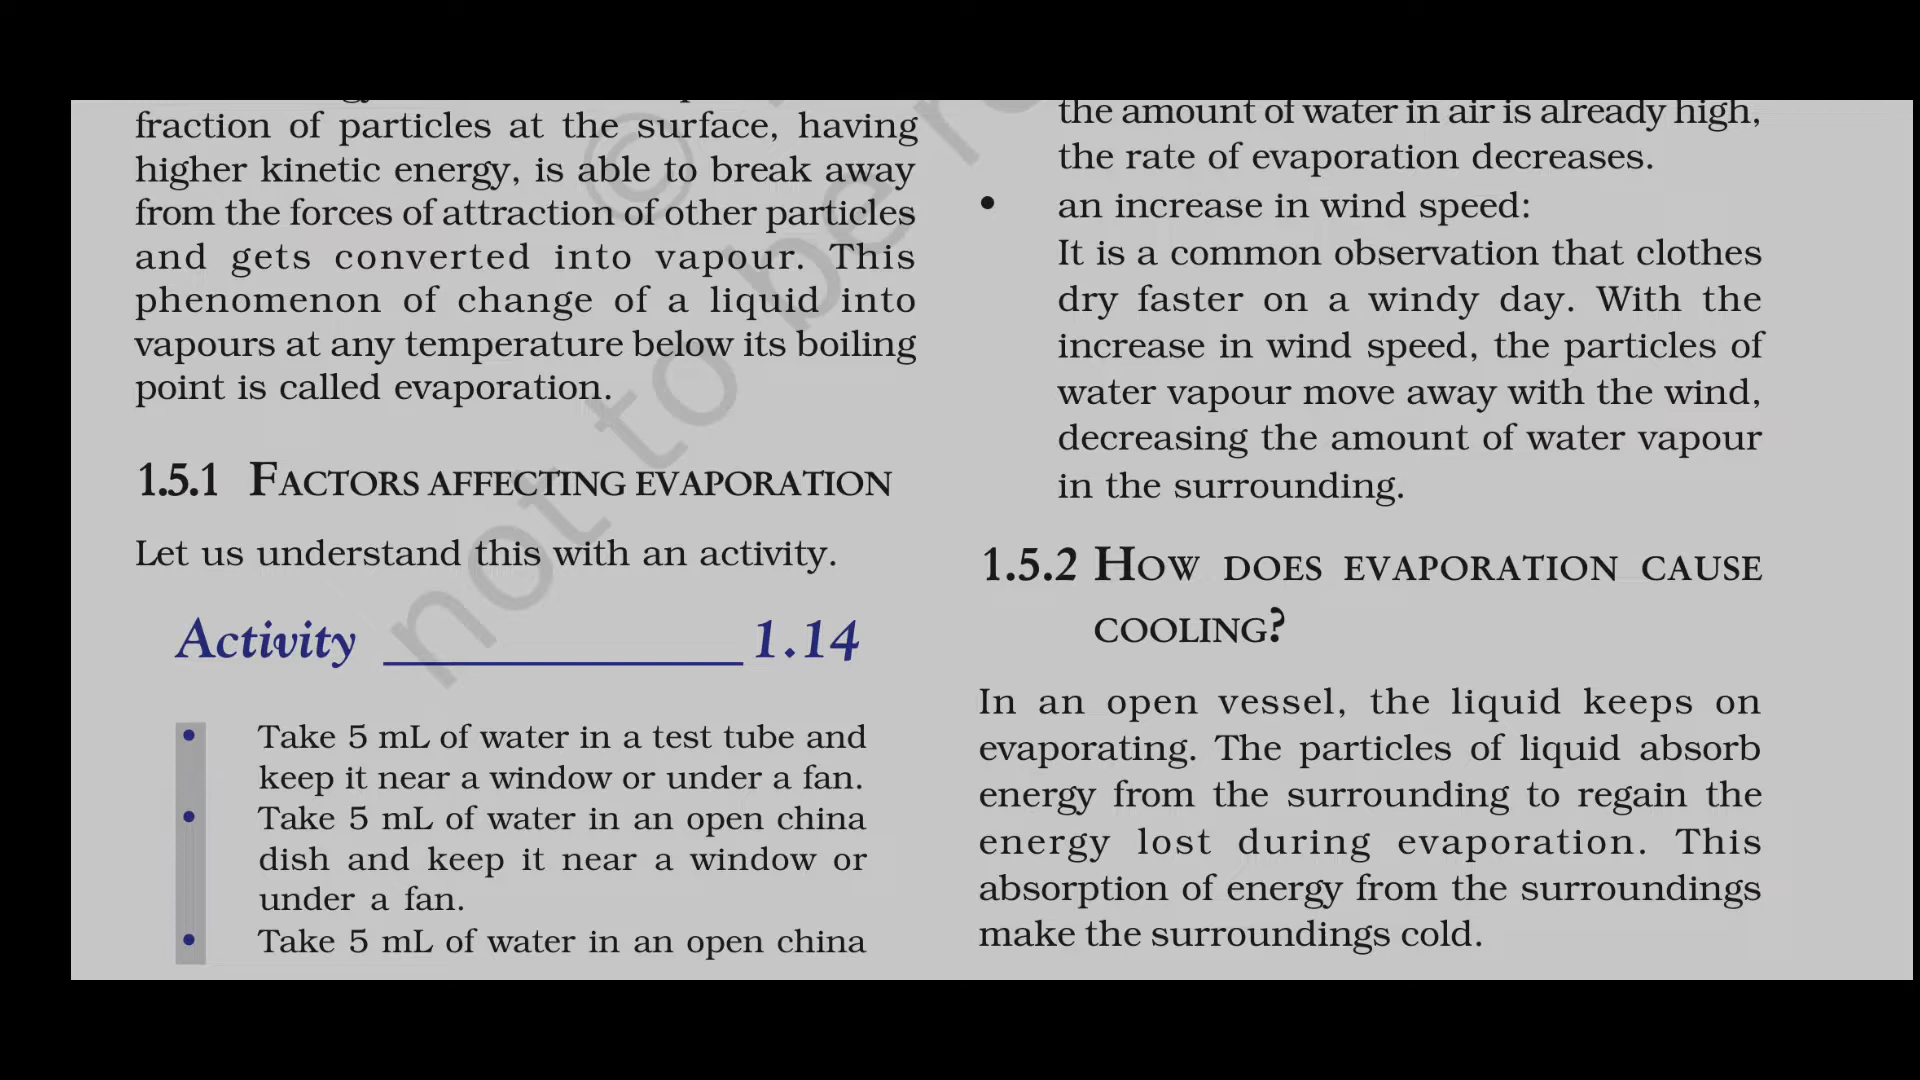 fraction of particles at the surface, having
higher kinetic energy, is able to break away
from the forces of attraction of other particles
and gets converted into vapour. This
phenomenon of change of a liquid into
vapours at any temperature below its boiling
point is called evaporation.
1.5.1 FACTORS AFFECTING EVAPORATION
Let us understand this with an activity.
Activity 1.14
• Take 5 mL of water in a test tube and
keep it near a window or under a fan.
• Take 5 mL of water in an open china
dish and keep it near a window or
under a fan.
• Take 5 mL of water in an open china
the amount of water in air is already high,
the rate of evaporation decreases.
• an increase in wind speed:
It is a common observation that clothes
dry faster on a windy day. With the
increase in wind speed, the particles of
water vapour move away with the wind,
decreasing the amount of water vapour
in the surrounding.
1.5.2 HOW DOES EVAPORATION CAUSE
COOLING?
In an open vessel, the liquid keeps on
evaporating. The particles of liquid absorb
energy from the surrounding to regain the
energy lost during evaporation. This
absorption of energy from the surroundings
make the surroundings cold.
©
not to be